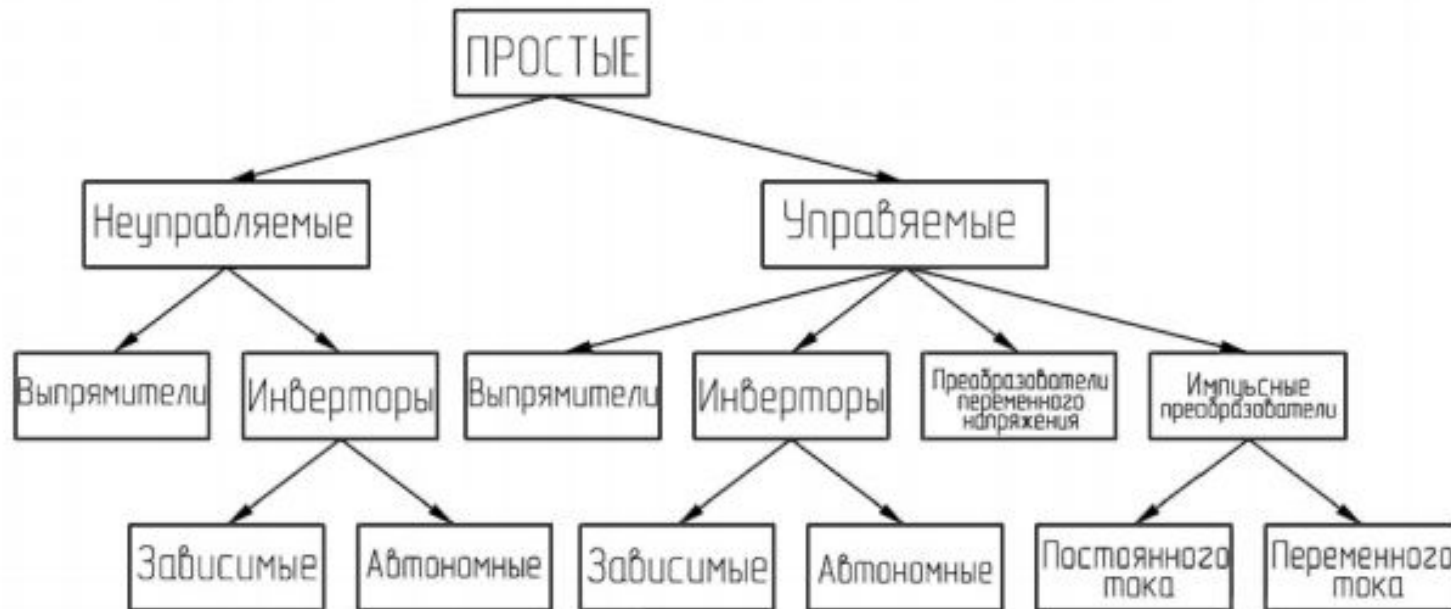 ПРОСТЫЕ
Неуправляемые
Управяемые
Выпрямители
Инверторы
Выпрямители
Инверторы
Преобразователи
переменного
напряжения
Импуьсные
преобразователи
Зависимые
Автономные
Зависимые
Автономные
Постоянного
тока
Переменного
тока